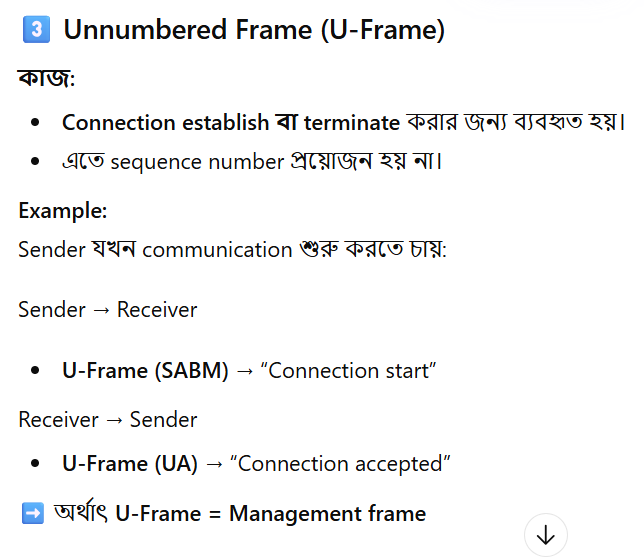 3 Unnumbered Frame (U-Frame)
কাজ:
• Connection establish বা terminate করার জন্য ব্যবহৃত হয়।
• এতে sequence number প্রয়োজন হয় না।
Example:
Sender যখন communication শুরু করতে চায়:
Sender → Receiver
• U-Frame (SABM) → “Connection start”
Receiver → Sender
• U-Frame (UA) → “Connection accepted”
➡ অর্থাৎ U-Frame = Management frame